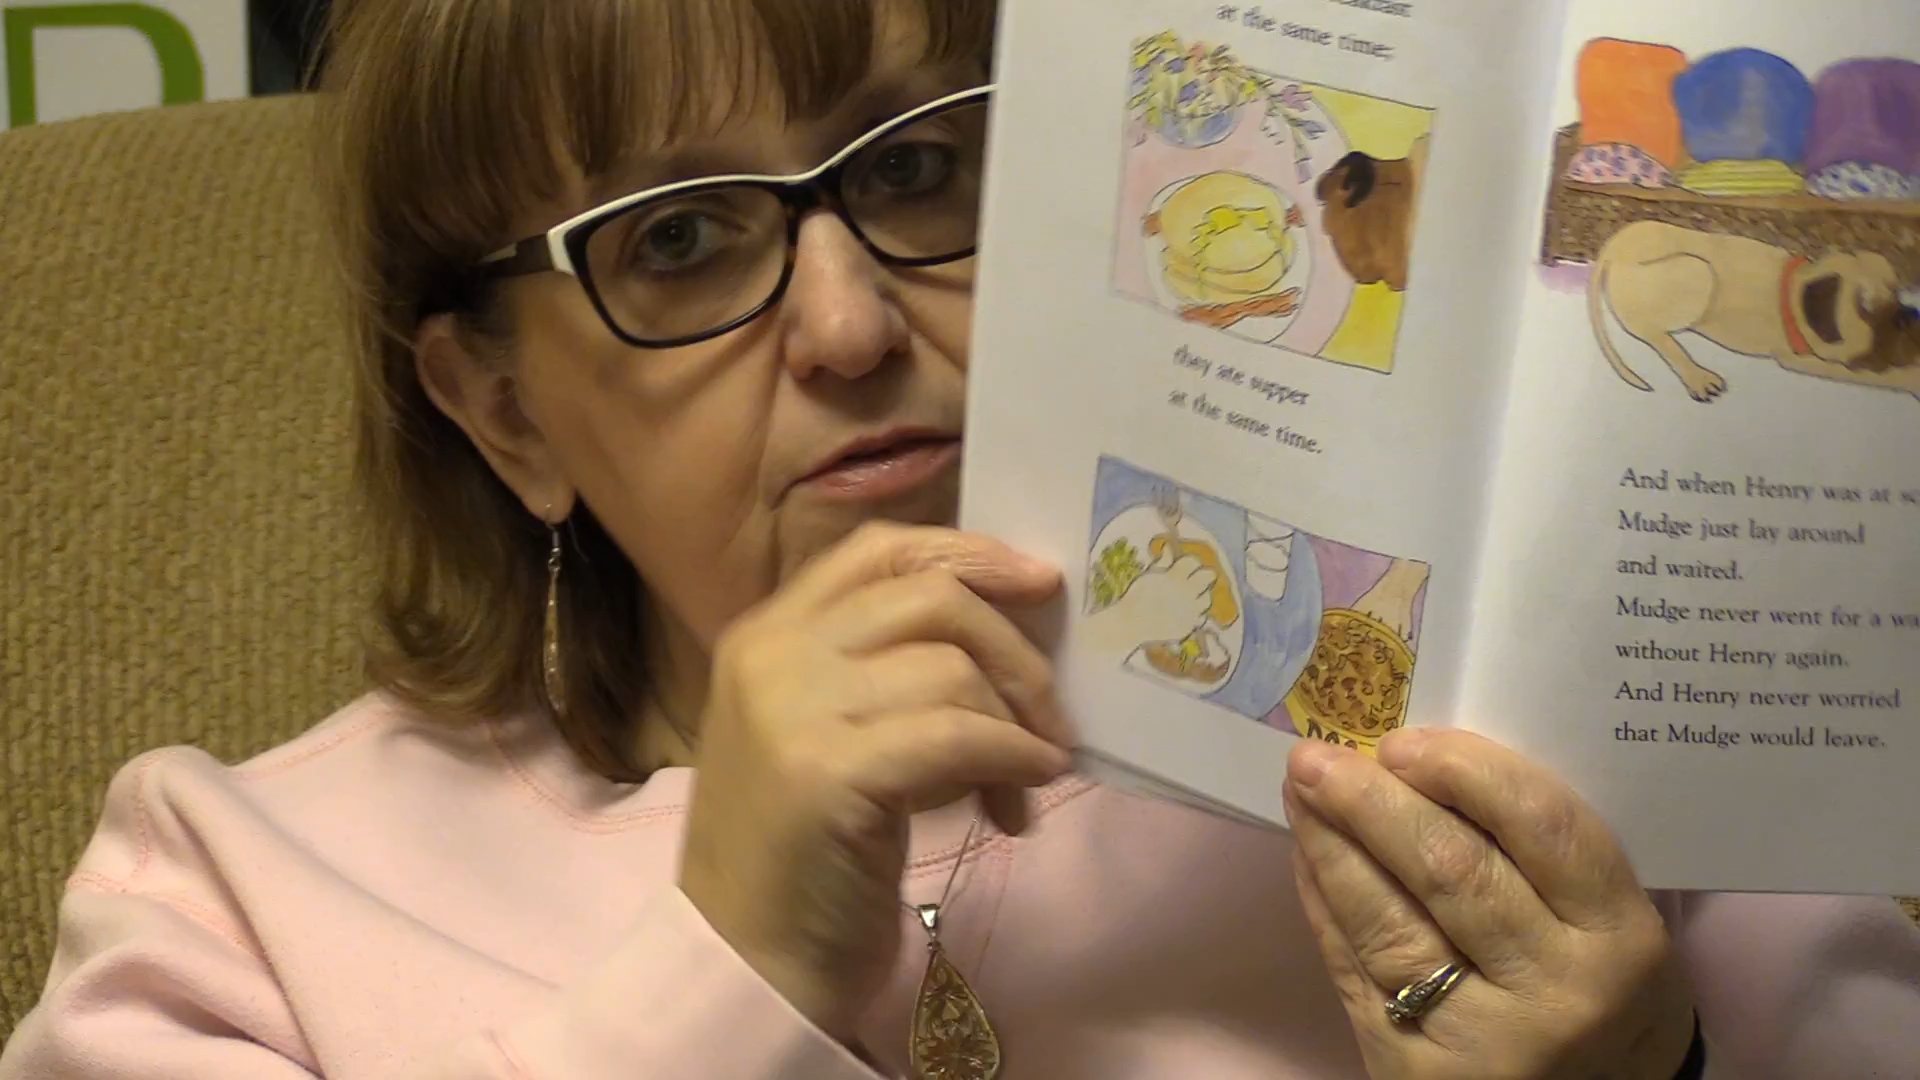 at the same time;
they ate supper
at the same time.
And when Henry was at
Mudge just lay around
and waited.
Mudge never went for a
without Henry again.
And Henry never worried
that Mudge would leave.